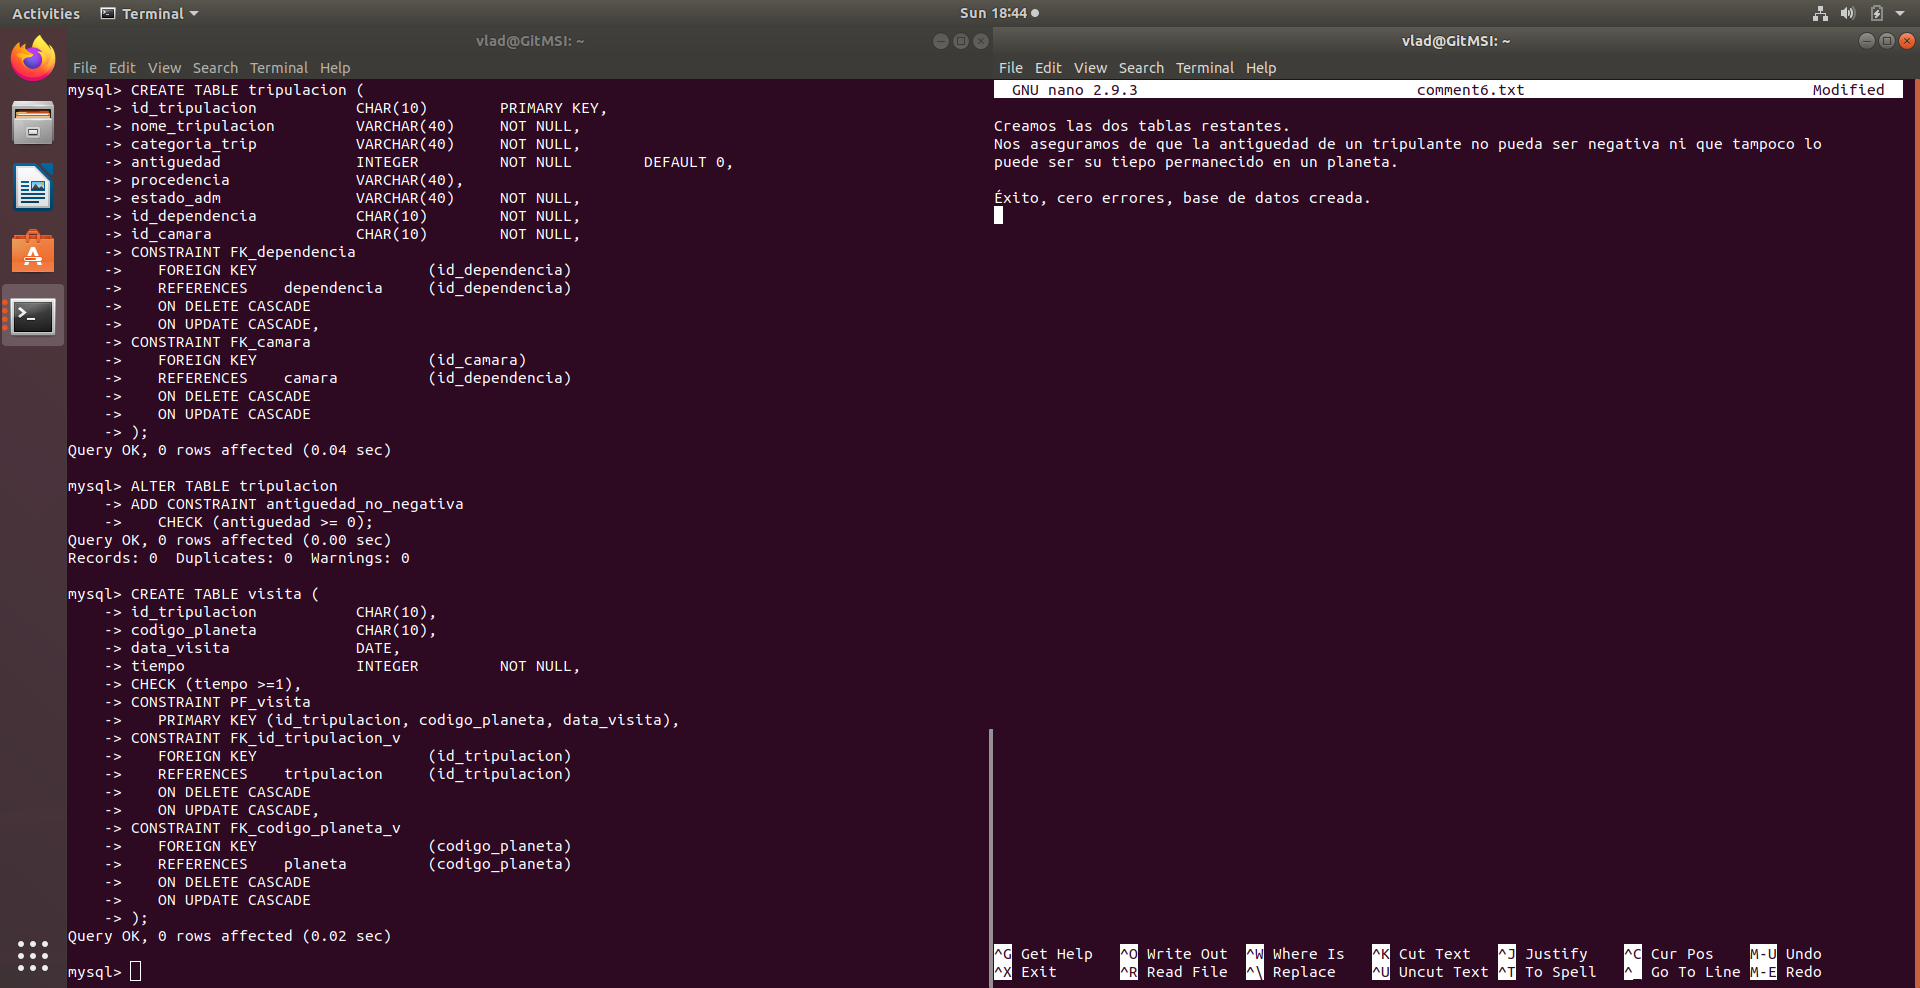 Activities Terminal Sun 18:44
vlad@GitMSI: ~
File Edit View Search Terminal Help
mysql> CREATE TABLE tripulacion (
-> id_tripulacion CHAR(10) PRIMARY KEY,
-> nome_tripulacion VARCHAR(40) NOT NULL,
-> categoria_trip VARCHAR(40) NOT NULL,
-> antiguedad INTEGER NOT NULL DEFAULT 0,
-> procedencia VARCHAR(40),
-> estado_adm VARCHAR(40) NOT NULL,
-> id_dependencia CHAR(10) NOT NULL,
-> id_camara CHAR(10) NOT NULL,
-> CONSTRAINT FK_dependencia
-> FOREIGN KEY (id_dependencia)
-> REFERENCES dependencia (id_dependencia)
-> ON DELETE CASCADE
-> ON UPDATE CASCADE,
-> CONSTRAINT FK_camara
-> FOREIGN KEY (id_camara)
-> REFERENCES camara (id_dependencia)
-> ON DELETE CASCADE
-> ON UPDATE CASCADE
-> );
Query OK, 0 rows affected (0.04 sec)
mysql> ALTER TABLE tripulacion
-> ADD CONSTRAINT antiguedad_no_negativa
-> CHECK (antiguedad >= 0);
Query OK, 0 rows affected (0.00 sec)
Records: 0 Duplicates: 0 Warnings: 0
mysql> CREATE TABLE visita (
-> id_tripulacion CHAR(10),
-> codigo_planeta CHAR(10),
-> data_visita DATE,
-> tiempo INTEGER NOT NULL,
-> CHECK (tiempo >=1),
-> CONSTRAINT PF_visita
-> PRIMARY KEY (id_tripulacion, codigo_planeta, data_visita),
-> CONSTRAINT FK_id_tripulacion_v
-> FOREIGN KEY (id_tripulacion)
-> REFERENCES tripulacion (id_tripulacion)
-> ON DELETE CASCADE
-> ON UPDATE CASCADE,
-> CONSTRAINT FK_codigo_planeta_v
-> FOREIGN KEY (codigo_planeta)
-> REFERENCES planeta (codigo_planeta)
-> ON DELETE CASCADE
-> ON UPDATE CASCADE
-> );
Query OK, 0 rows affected (0.02 sec)
mysql>
vlad@GitMSI: ~
File Edit View Search Terminal Help
GNU nano 2.9.3 comment6.txt Modified
Creamos las dos tablas restantes.
Nos aseguramos de que la antiguedad de un tripulante no pueda ser negativa ni que tampoco lo
puede ser su tiepo permanecido en un planeta.
Éxito, cero errores, base de datos creada.
^G Get Help ^O Write Out ^W Where Is ^K Cut Text ^J Justify ^C Cur Pos M-U Undo
^X Exit ^R Read File ^\ Replace ^U Uncut Text ^T To Spell ^_ Go To Line M-E Redo